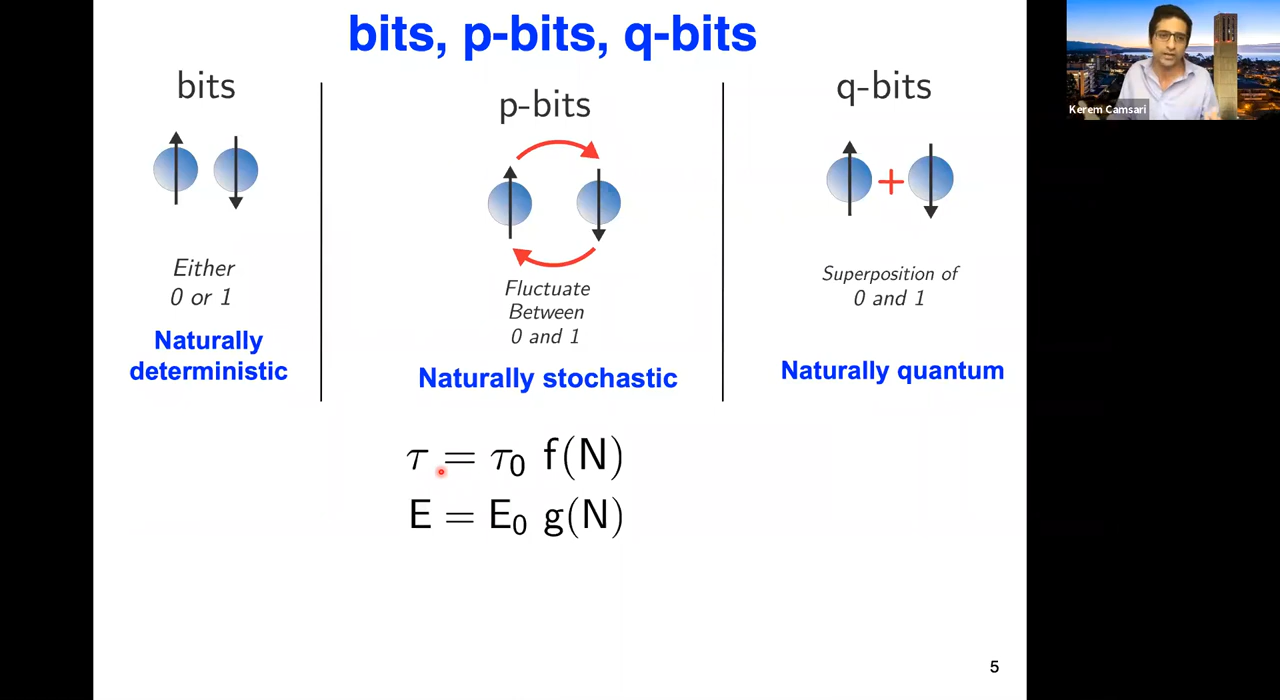 bits, p-bits, q-bits
bits
Either
0 or 1
Naturally
deterministic
p-bits
Fluctuate
Between
0 and 1
Naturally stochastic
q-bits
+
Superposition of
0 and 1
Naturally quantum
τ = τ₀ f(N)
E = E₀ g(N)
5
Kerem Camsari